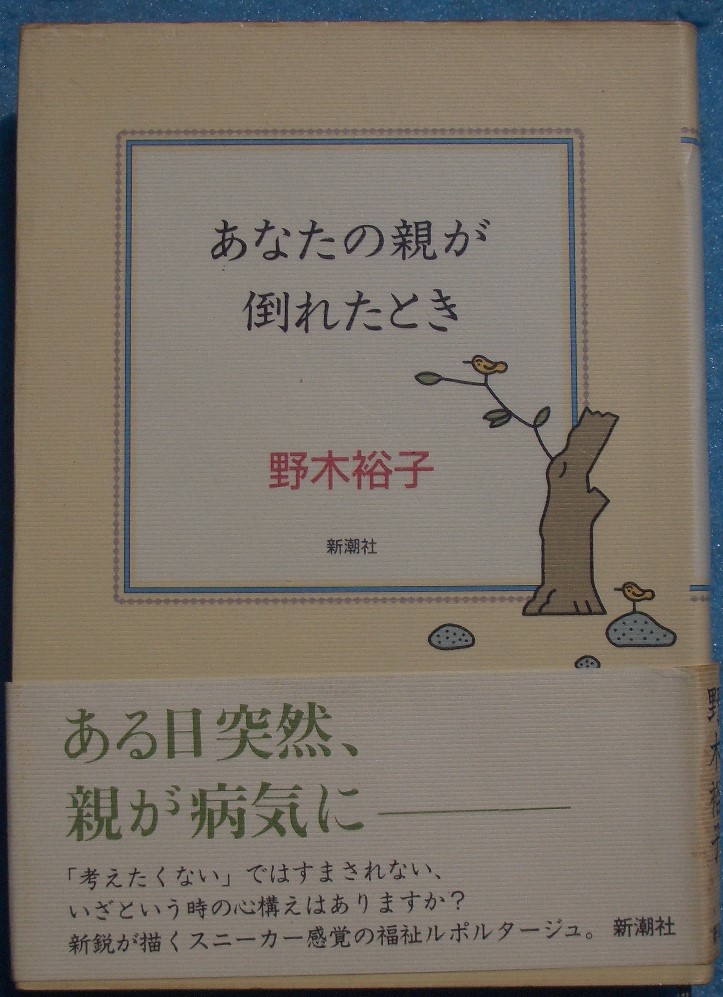 あなたの親が
倒れたとき
野木裕子
新潮社
ある日突然、
親が病気に――
「考えたくない」ではすまされない、
いざという時の心構えはありますか？
新鋭が描くスニーカー感覚の福祉ルポルタージュ。 新潮社
野木裕子